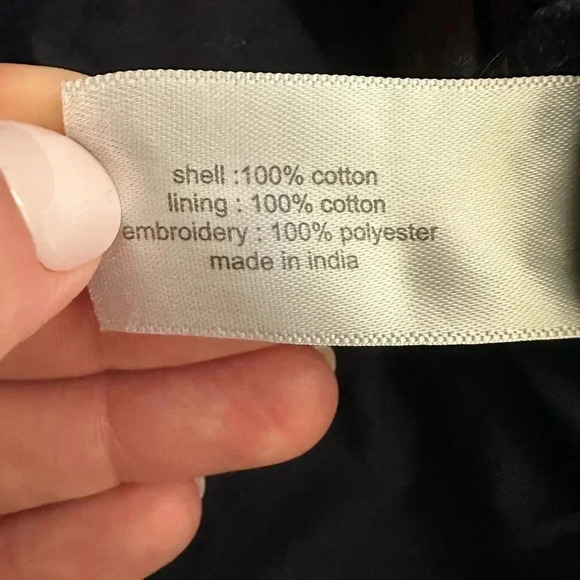 shell :100% cotton
lining : 100% cotton
embroidery : 100% polyester
made in india